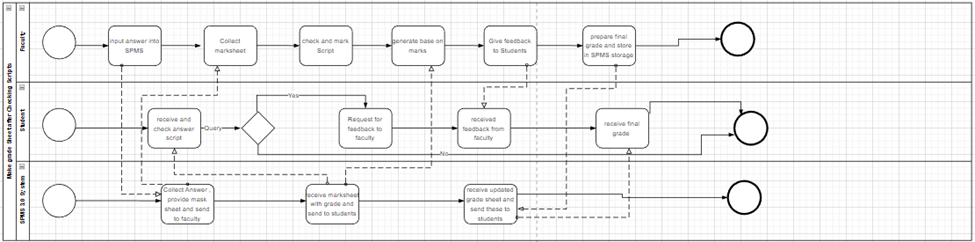 Make grade Sheet after Checking Scripts
Faculty
input answer into
SPMS
Collect
marksheet
check and mark
Script
generate base on
marks
Give feedback
to Students
prepare final
grade and store
in SPMS storage
Student
receive and
check answer
script
Query
Yes
No
Request for
feedback to
faculty
received
feedback from
faculty
receive final
grade
SPMS 3.0 System
Collect Answer ,
provide mask
sheet and send
to faculty
receive marksheet
with grade and
send to students
receive updated
grade sheet and
send these to
students